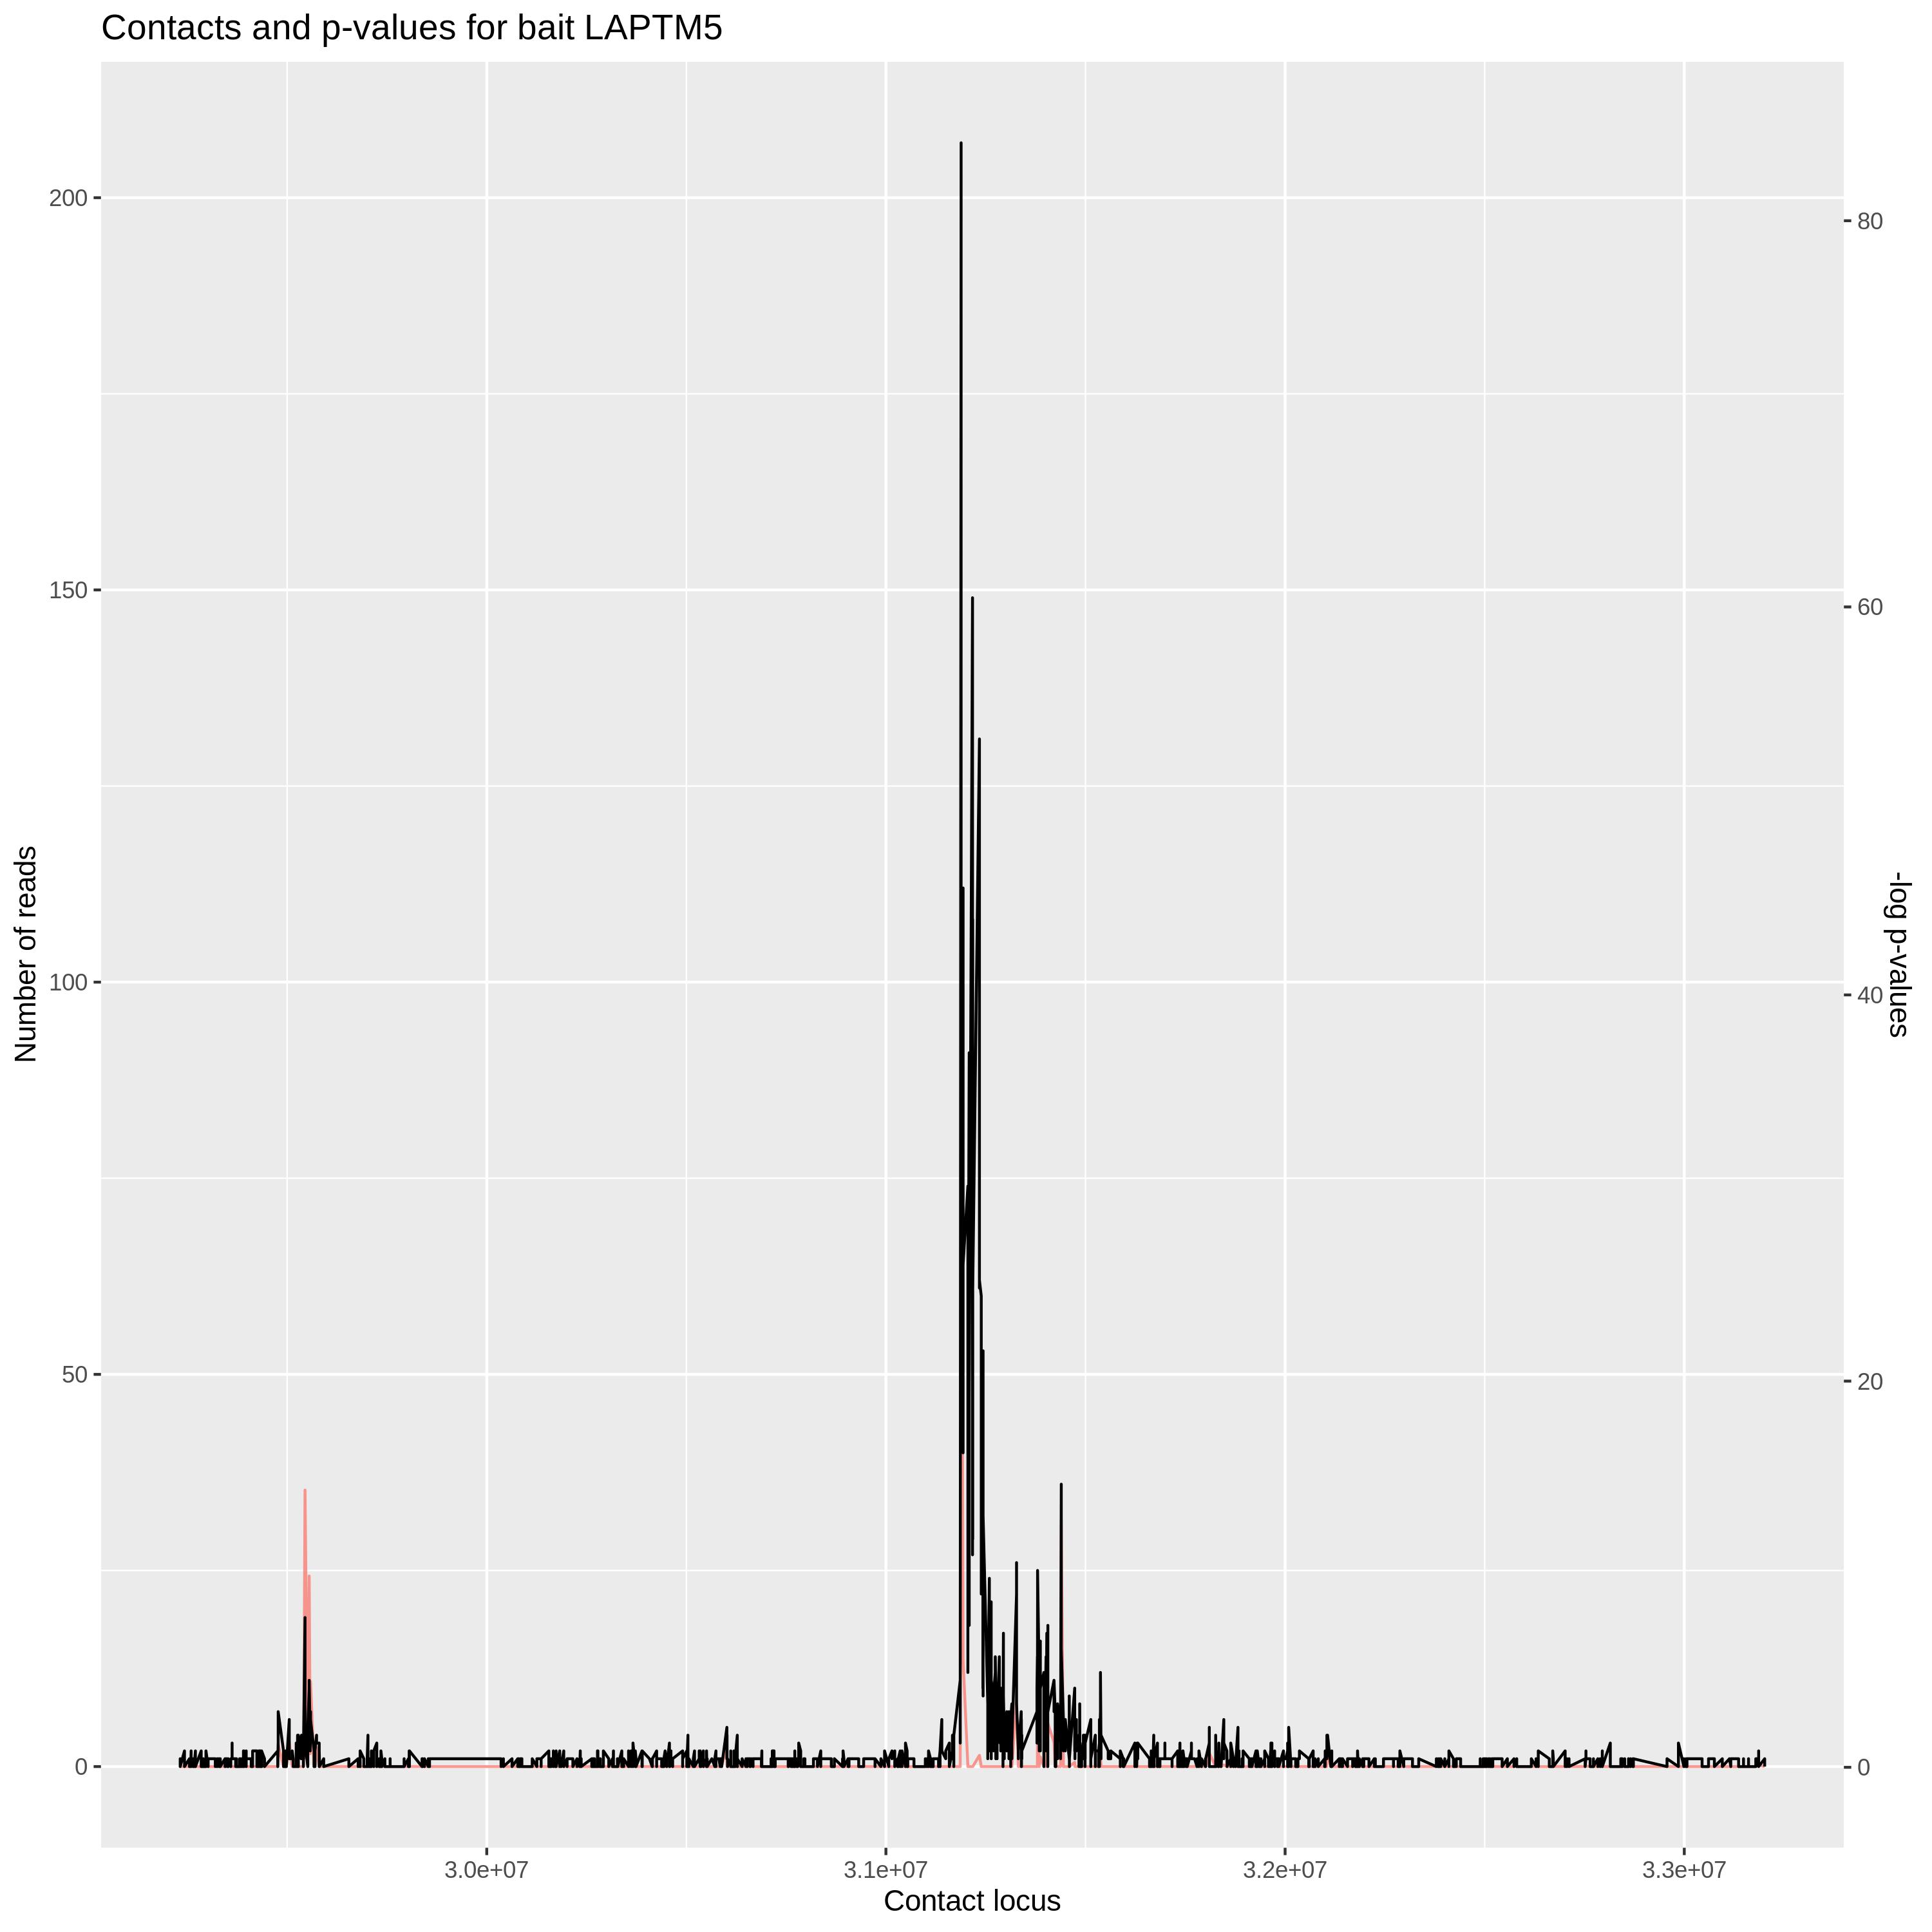 Contacts and p-values for bait LAPTM5
200
150
100
50
0
Number of reads
80
60
40
20
0
-log p-values
3.0e+07
3.1e+07
3.2e+07
3.3e+07
Contact locus